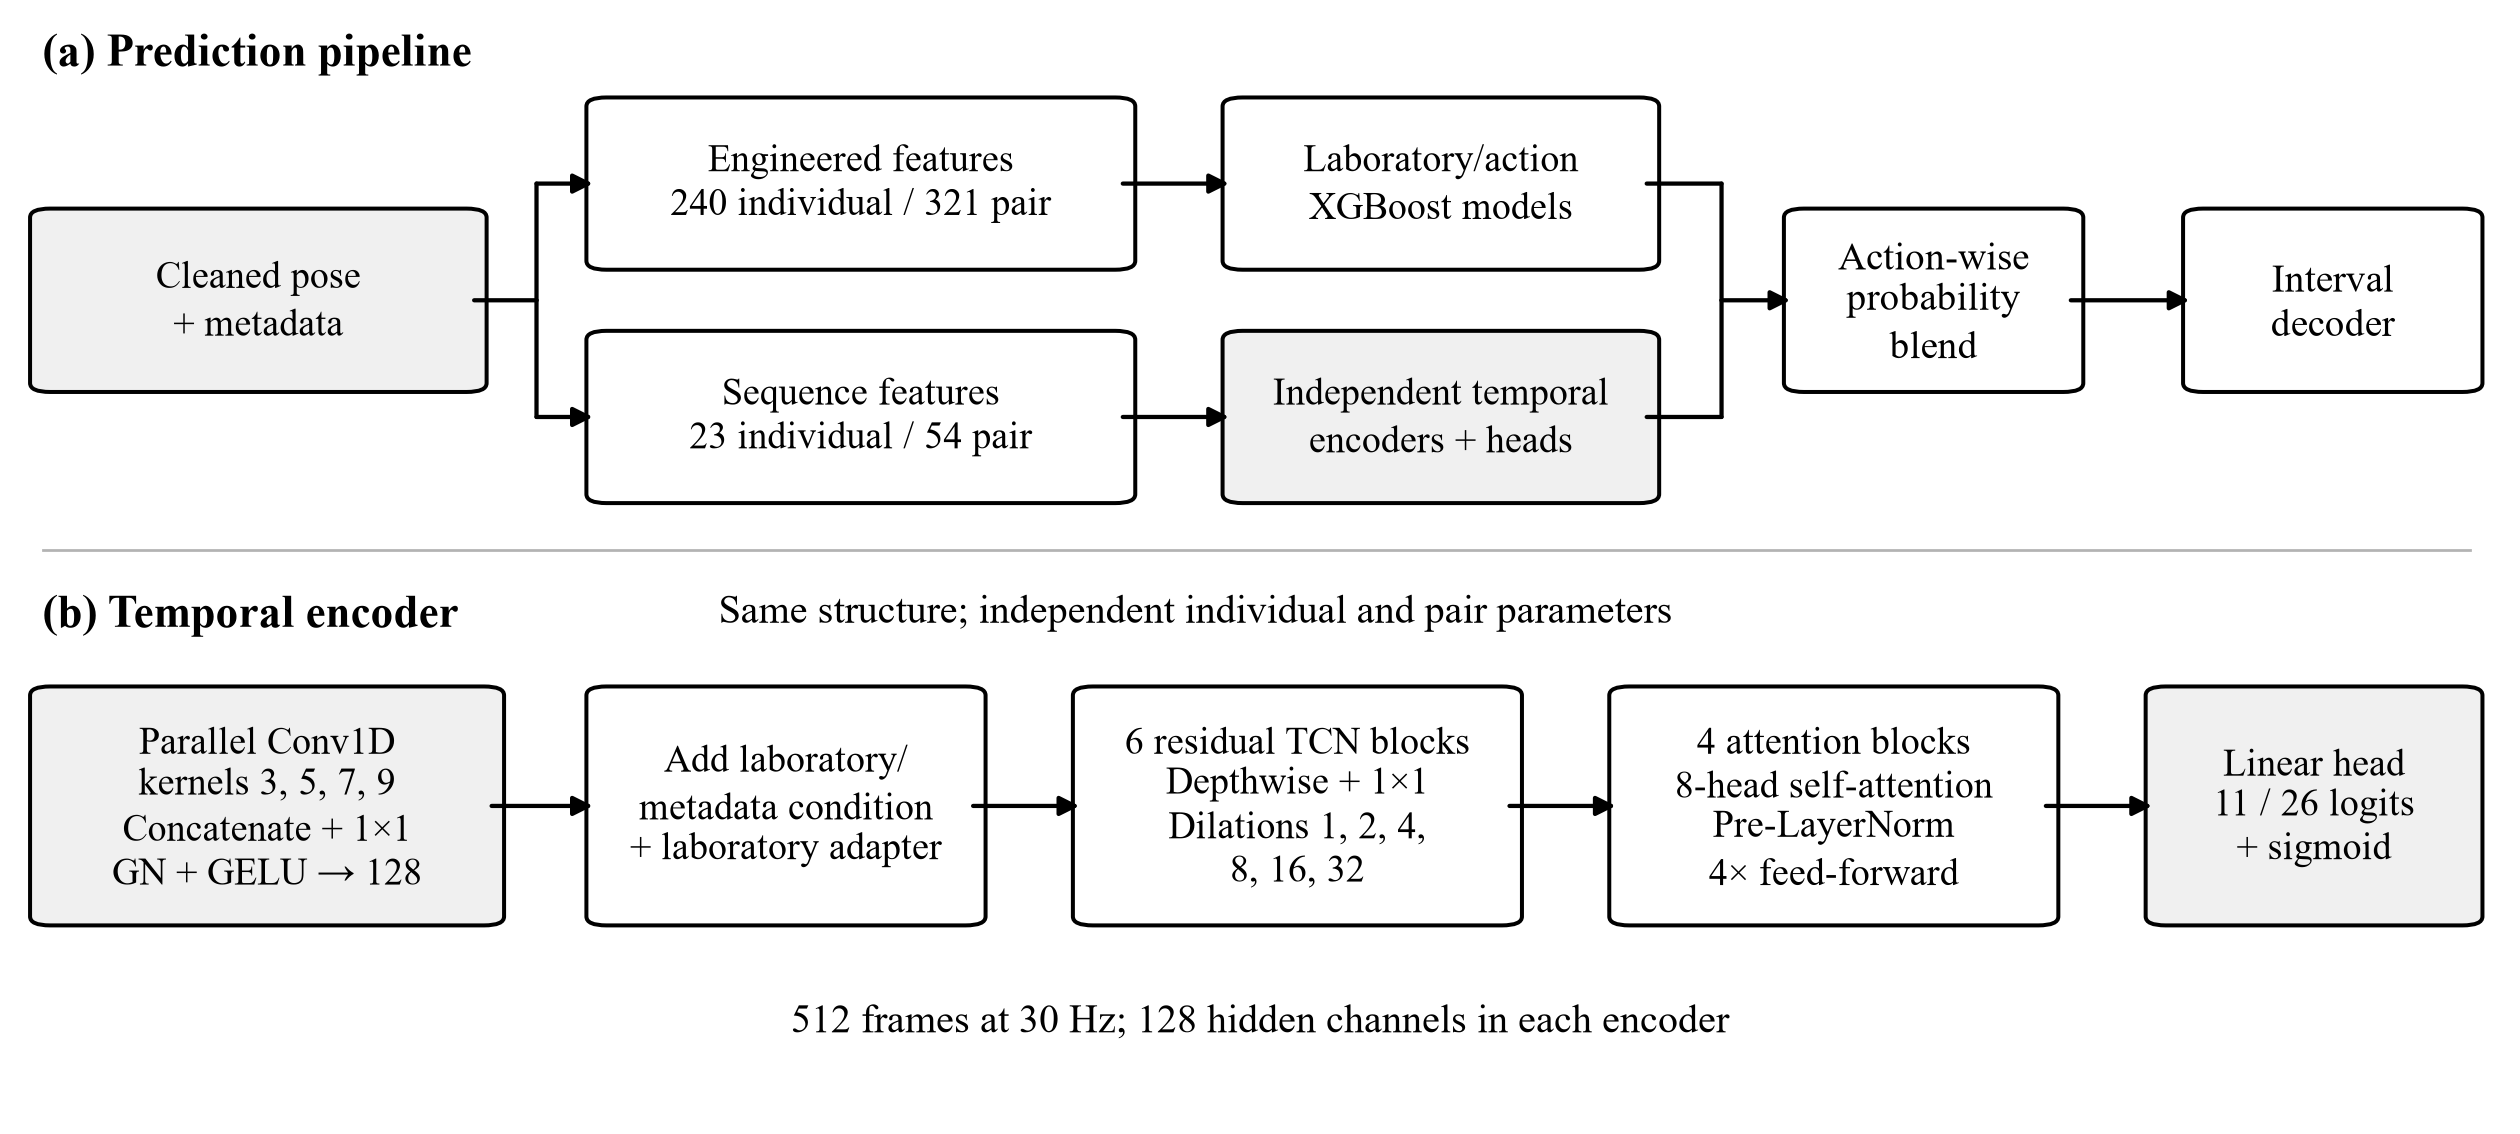 (a) Prediction pipeline
Cleaned pose
+ metadata
Engineered features
240 individual / 321 pair
Laboratory/action
XGBoost models
Sequence features
23 individual / 54 pair
Independent temporal
encoders + heads
Action-wise
probability
blend
Interval
decoder
(b) Temporal encoder
Same structure; independent individual and pair parameters
Parallel Conv1D
kernels 3, 5, 7, 9
Concatenate + 1×1
GN + GELU → 128
Add laboratory/
metadata condition
+ laboratory adapter
6 residual TCN blocks
Depthwise + 1×1
Dilations 1, 2, 4,
8, 16, 32
4 attention blocks
8-head self-attention
Pre-LayerNorm
4× feed-forward
Linear head
11 / 26 logits
+ sigmoid
512 frames at 30 Hz; 128 hidden channels in each encoder